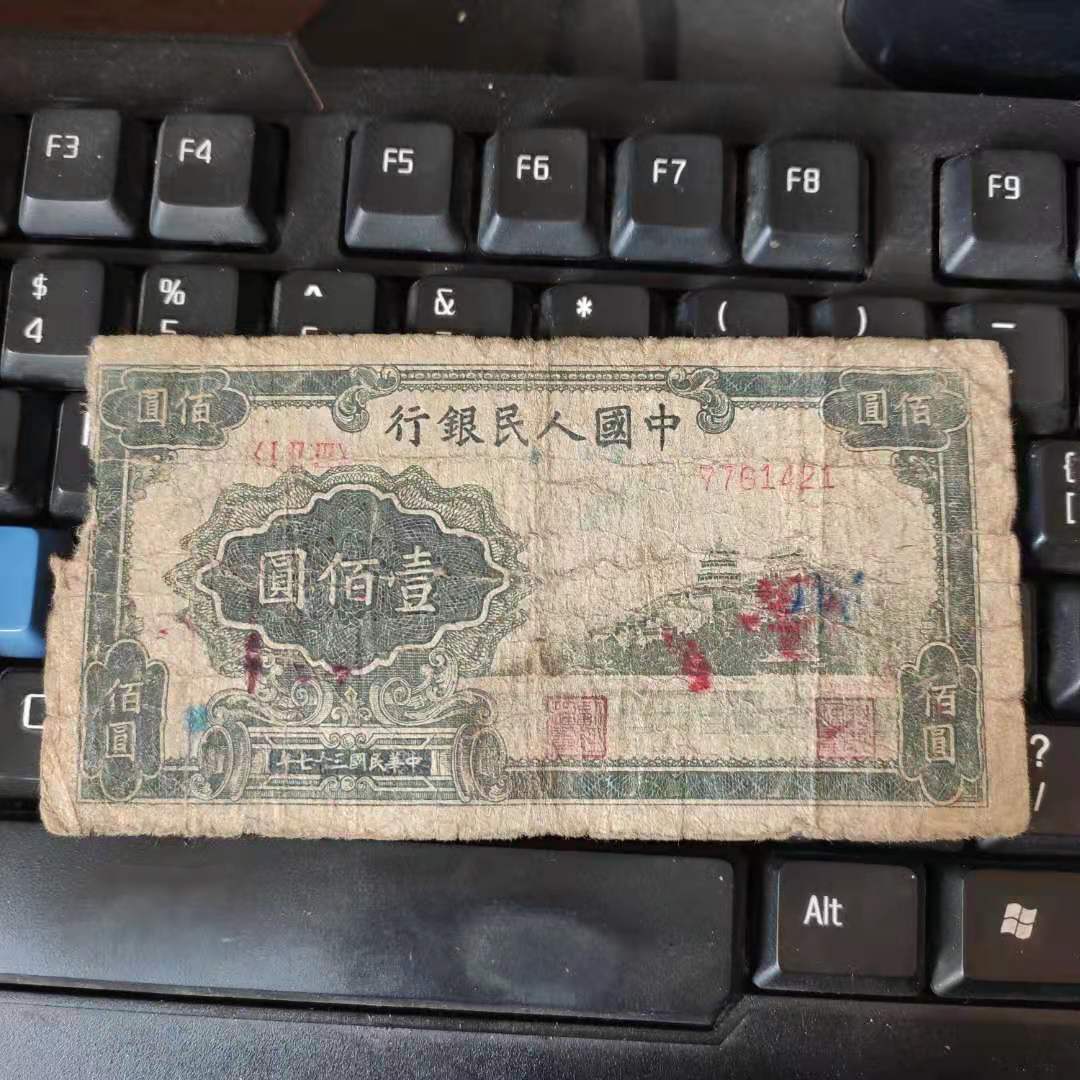 F3 F4 F5 F6 F7 F8 F9
$ % ^ & * ( ) _
4 5
圓佰 圓佰
行銀民人國中
7761421
圓佰壹
佰圓 佰圓
年七十三國民華中
{
[
?
/
Alt